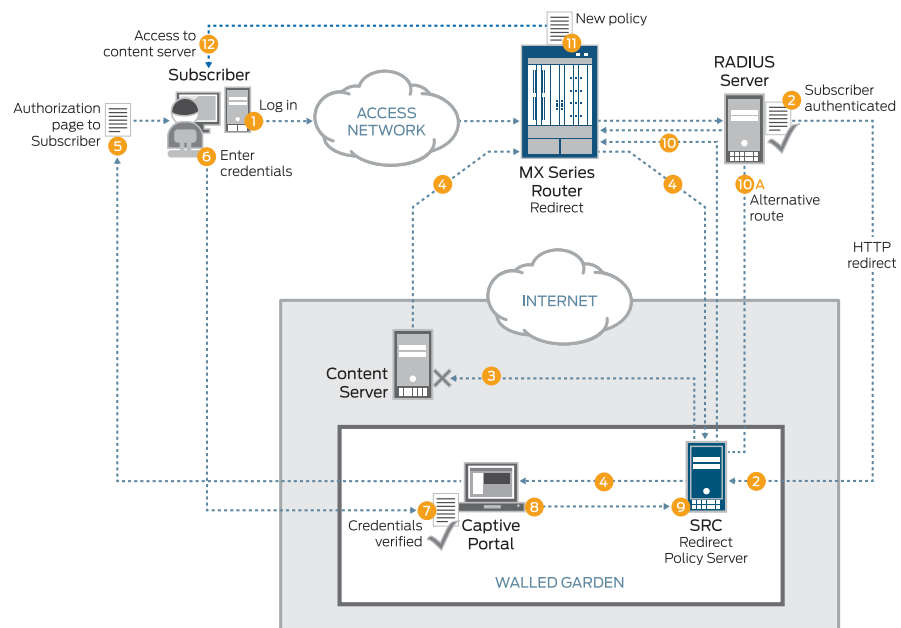 New policy
11
Access to
content server
12
Subscriber
Log in
1
Authorization
page to
Subscriber
5
6
Enter
credentials
ACCESS
NETWORK
4
MX Series
Router
Redirect
4
10
RADIUS
Server
2
Subscriber
authenticated
10A
Alternative
route
HTTP
redirect
INTERNET
Content
Server
3
4
2
7
8
9
Credentials
verified
Captive
Portal
SRC
Redirect
Policy Server
WALLED GARDEN